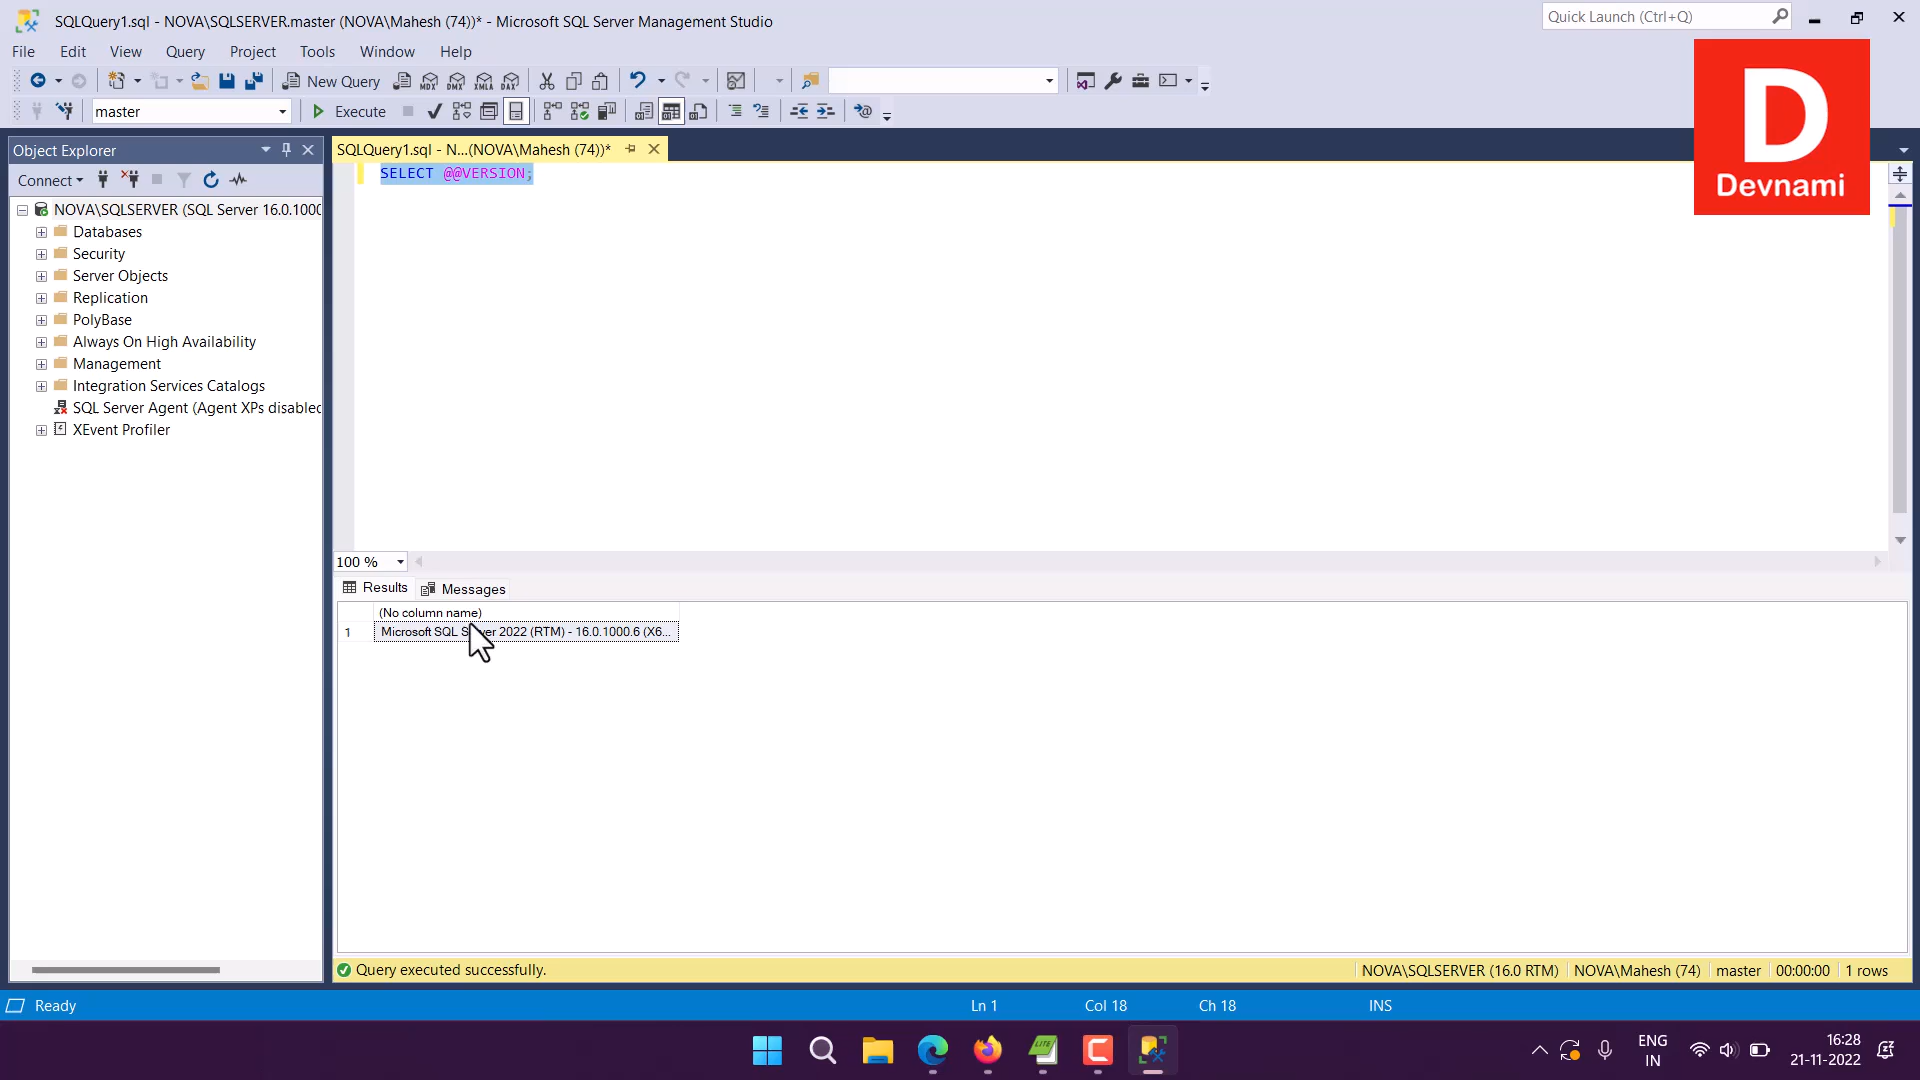 SQLQuery1.sql - NOVA\SQLSERVER.master (NOVA\Mahesh (74))* - Microsoft SQL Server Management Studio
Quick Launch (Ctrl+Q)
File Edit View Query Project Tools Window Help
New Query MDX DMX XMLA DAX
master Execute
D
Devnami
Object Explorer
SQLQuery1.sql - N...(NOVA\Mahesh (74))*
Connect
SELECT @@VERSION;
NOVA\SQLSERVER (SQL Server 16.0.1000
Databases
Security
Server Objects
Replication
PolyBase
Always On High Availability
Management
Integration Services Catalogs
SQL Server Agent (Agent XPs disabled
XEvent Profiler
100 %
Results Messages
(No column name)
1 Microsoft SQL Server 2022 (RTM) - 16.0.1000.6 (X6...
Query executed successfully.
NOVA\SQLSERVER (16.0 RTM) NOVA\Mahesh (74) master 00:00:00 1 rows
Ready Ln 1 Col 18 Ch 18 INS
LITE
ENG
IN
16:28
21-11-2022